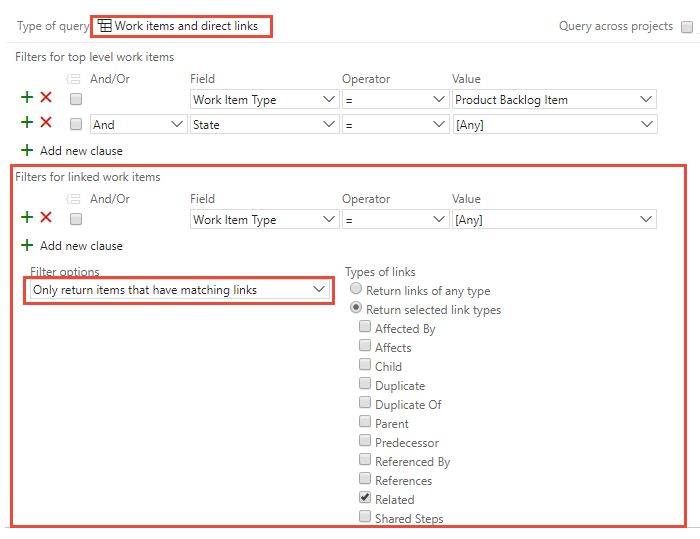 Type of query Work items and direct links Query across projects
Filters for top level work items
And/Or Field Operator Value
Work Item Type = Product Backlog Item
And State = [Any]
+ Add new clause
Filters for linked work items
And/Or Field Operator Value
Work Item Type = [Any]
+ Add new clause
Filter options Types of links
Only return items that have matching links
Return links of any type
Return selected link types
Affected By
Affects
Child
Duplicate
Duplicate Of
Parent
Predecessor
Referenced By
References
Related
Shared Steps